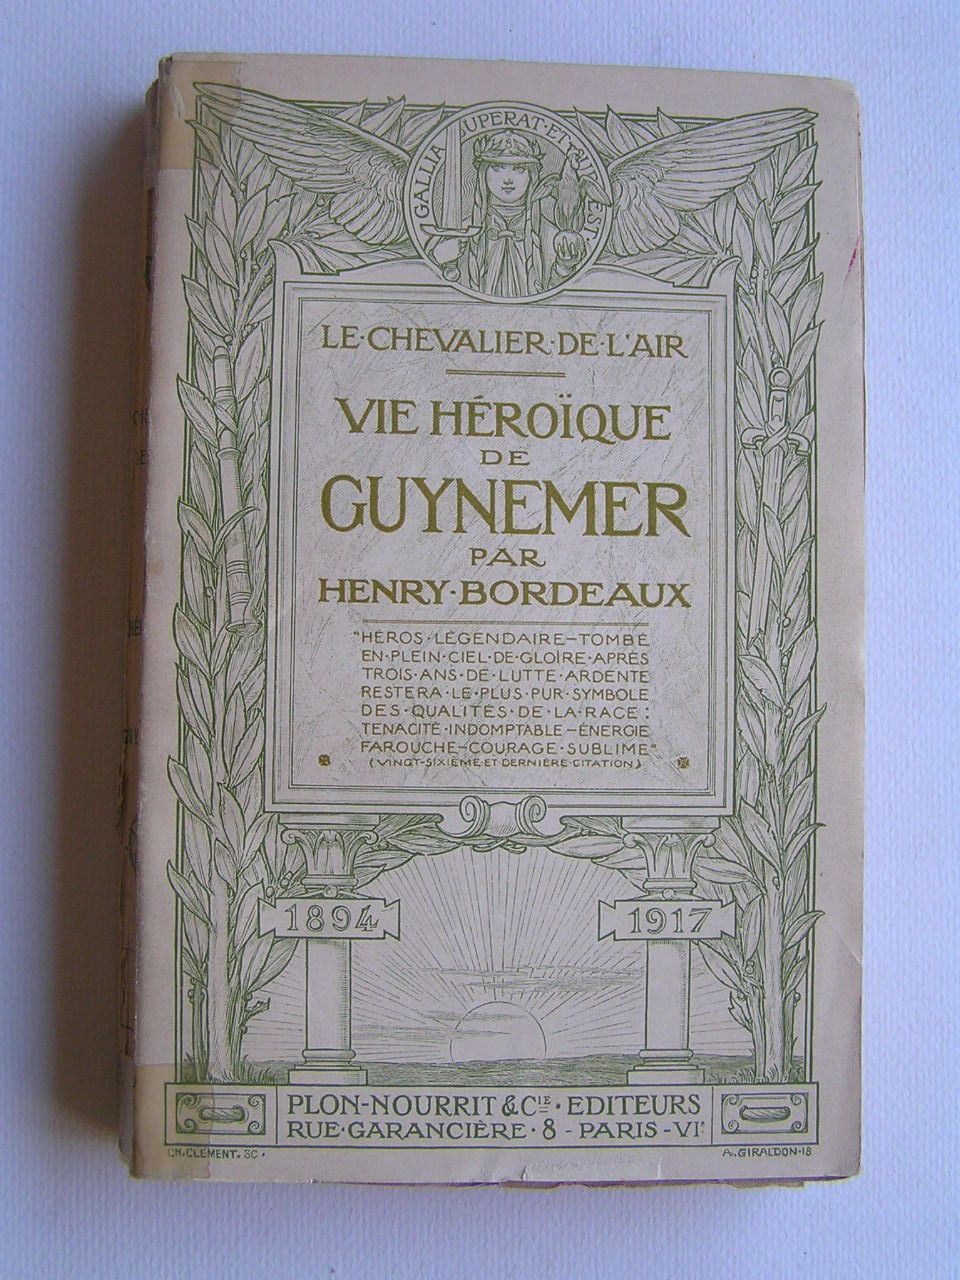 GALLIA SUPERAT ET EST
LE·CHEVALIER·DE·L'AIR
VIE HÉROÏQUE
DE
GUYNEMER
PAR
HENRY·BORDEAUX
"HÉROS·LÉGENDAIRE—TOMBÉ
EN·PLEIN·CIEL·DE·GLOIRE·APRÈS
TROIS·ANS·DE·LUTTE·ARDENTE
RESTERA·LE·PLUS·PUR·SYMBOLE
DES·QUALITÉS·DE·LA·RACE:
TENACITÉ·INDOMPTABLE—ÉNERGIE
FAROUCHE—COURAGE·SUBLIME"
(VINGT-SIXIÈME·ET·DERNIÈRE·CITATION)
1894
1917
PLON-NOURRIT & CIE·EDITEURS
RUE·GARANCIÈRE·8-PARIS-VIe
CH.CLEMENT.SC.
A.GIRALDON·18